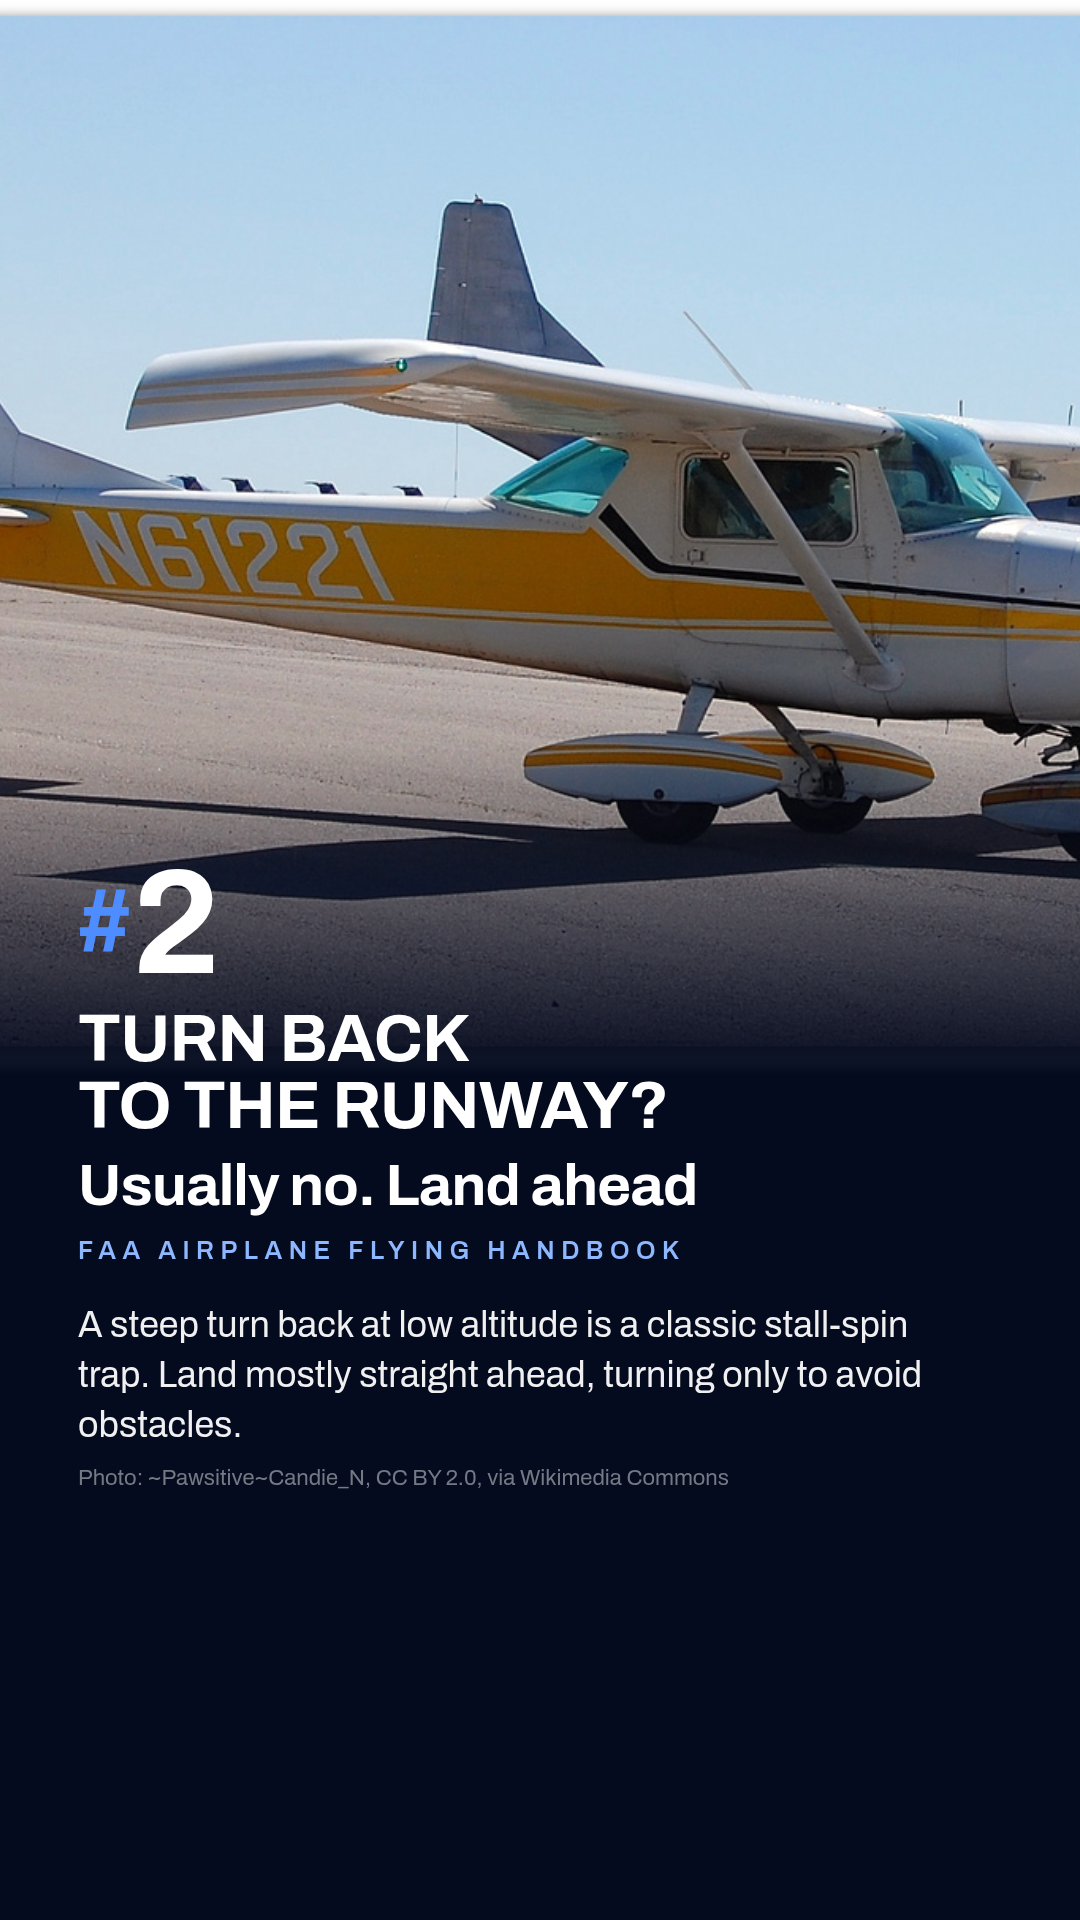 N61221
#2
TURN BACK
TO THE RUNWAY?
Usually no. Land ahead
FAA AIRPLANE FLYING HANDBOOK
A steep turn back at low altitude is a classic stall-spin
trap. Land mostly straight ahead, turning only to avoid
obstacles.
Photo: ~Pawsitive~Candie_N, CC BY 2.0, via Wikimedia Commons